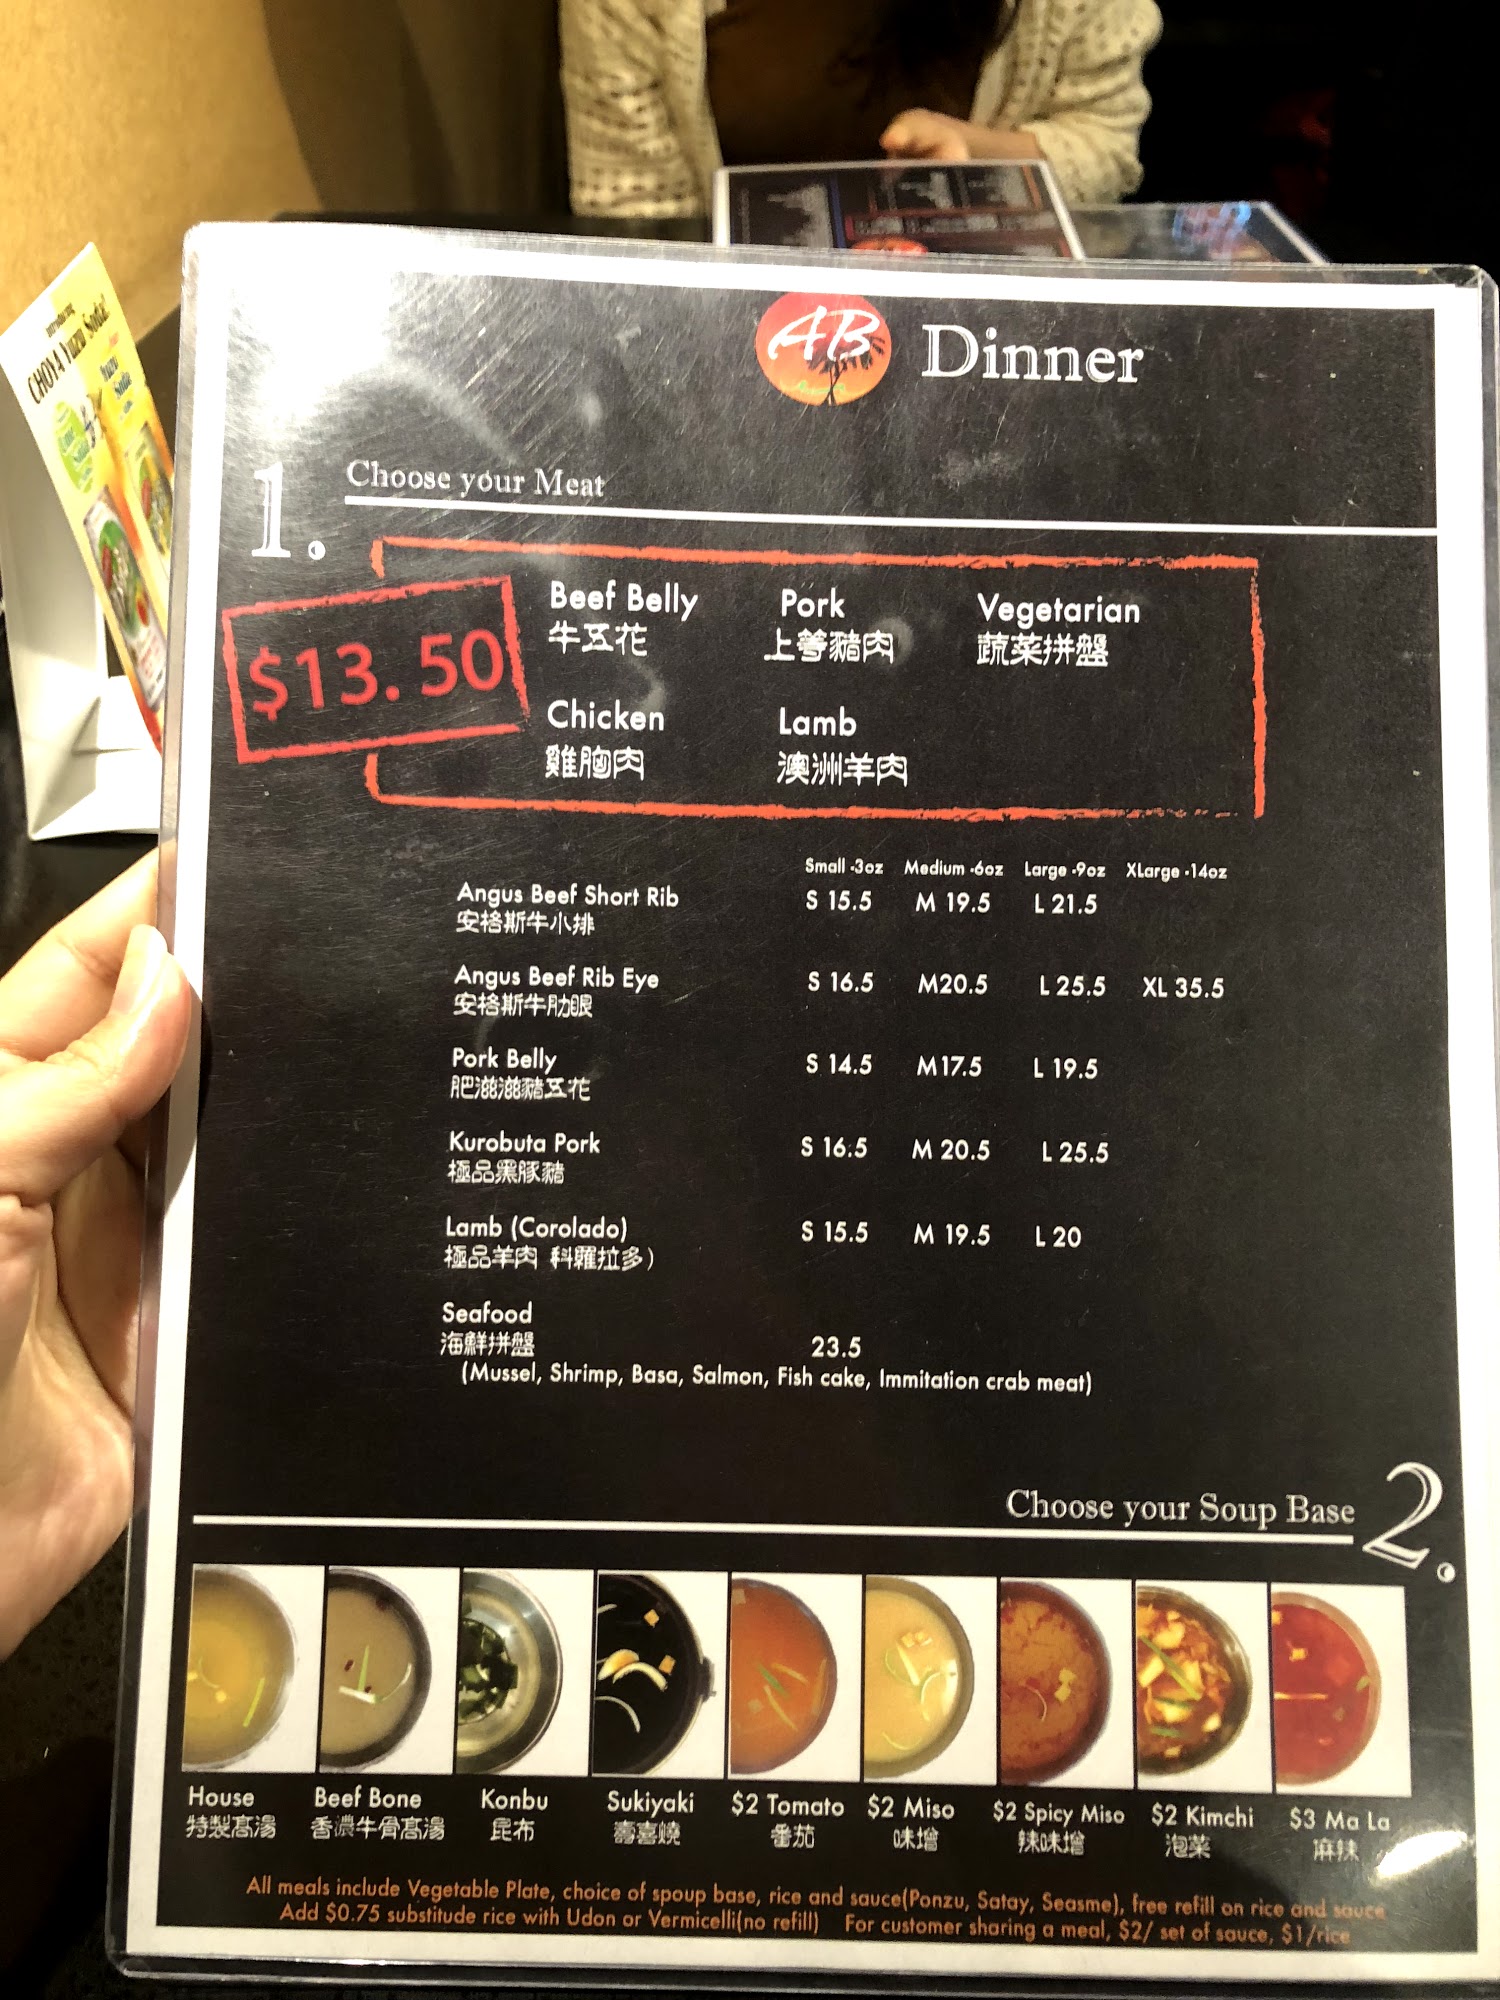 introducing
CHOYA Yuzu Soda!
AB Dinner
1. Choose your Meat
$13.50
Beef Belly Pork Vegetarian
牛五花 上等豬肉 蔬菜拼盤
Chicken Lamb
雞胸肉 澳洲羊肉
Small -3oz Medium -6oz Large -9oz XLarge -14oz
Angus Beef Short Rib S 15.5 M 19.5 L 21.5
安格斯牛小排
Angus Beef Rib Eye S 16.5 M20.5 L 25.5 XL 35.5
安格斯牛肋眼
Pork Belly S 14.5 M17.5 L 19.5
肥滋滋豬五花
Kurobuta Pork S 16.5 M 20.5 L 25.5
極品黑豚豬
Lamb (Corolado) S 15.5 M 19.5 L 20
極品羊肉 科羅拉多)
Seafood
海鮮拼盤 23.5
(Mussel, Shrimp, Basa, Salmon, Fish cake, Immitation crab meat)
Choose your Soup Base 2.
House Beef Bone Konbu Sukiyaki $2 Tomato $2 Miso $2 Spicy Miso $2 Kimchi $3 Ma La
特製高湯 香濃牛骨高湯 昆布 壽喜燒 番茄 味增 辣味增 泡菜 麻辣
All meals include Vegetable Plate, choice of spoup base, rice and sauce(Ponzu, Satay, Seasme), free refill on rice and sauce
Add $0.75 substitude rice with Udon or Vermicelli(no refill) For customer sharing a meal, $2/ set of sauce, $1/rice